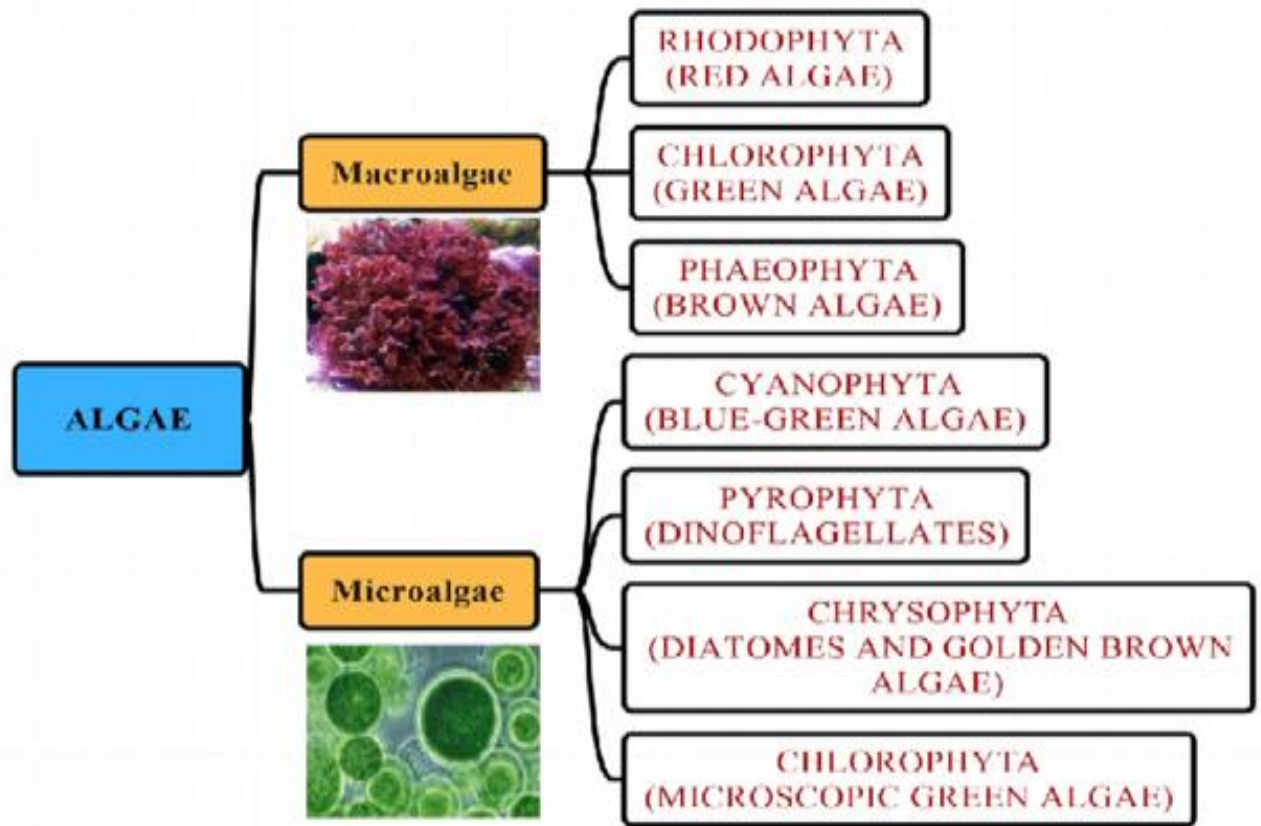 RHODOPHYTA
(RED ALGAE)
Macroalgae
CHLOROPHYTA
(GREEN ALGAE)
PHAEOPHYTA
(BROWN ALGAE)
ALGAE
CYANOPHYTA
(BLUE-GREEN ALGAE)
PYROPHYTA
(DINOFLAGELLATES)
Microalgae
CHRYSOPHYTA
(DIATOMES AND GOLDEN BROWN
ALGAE)
CHLOROPHYTA
(MICROSCOPIC GREEN ALGAE)